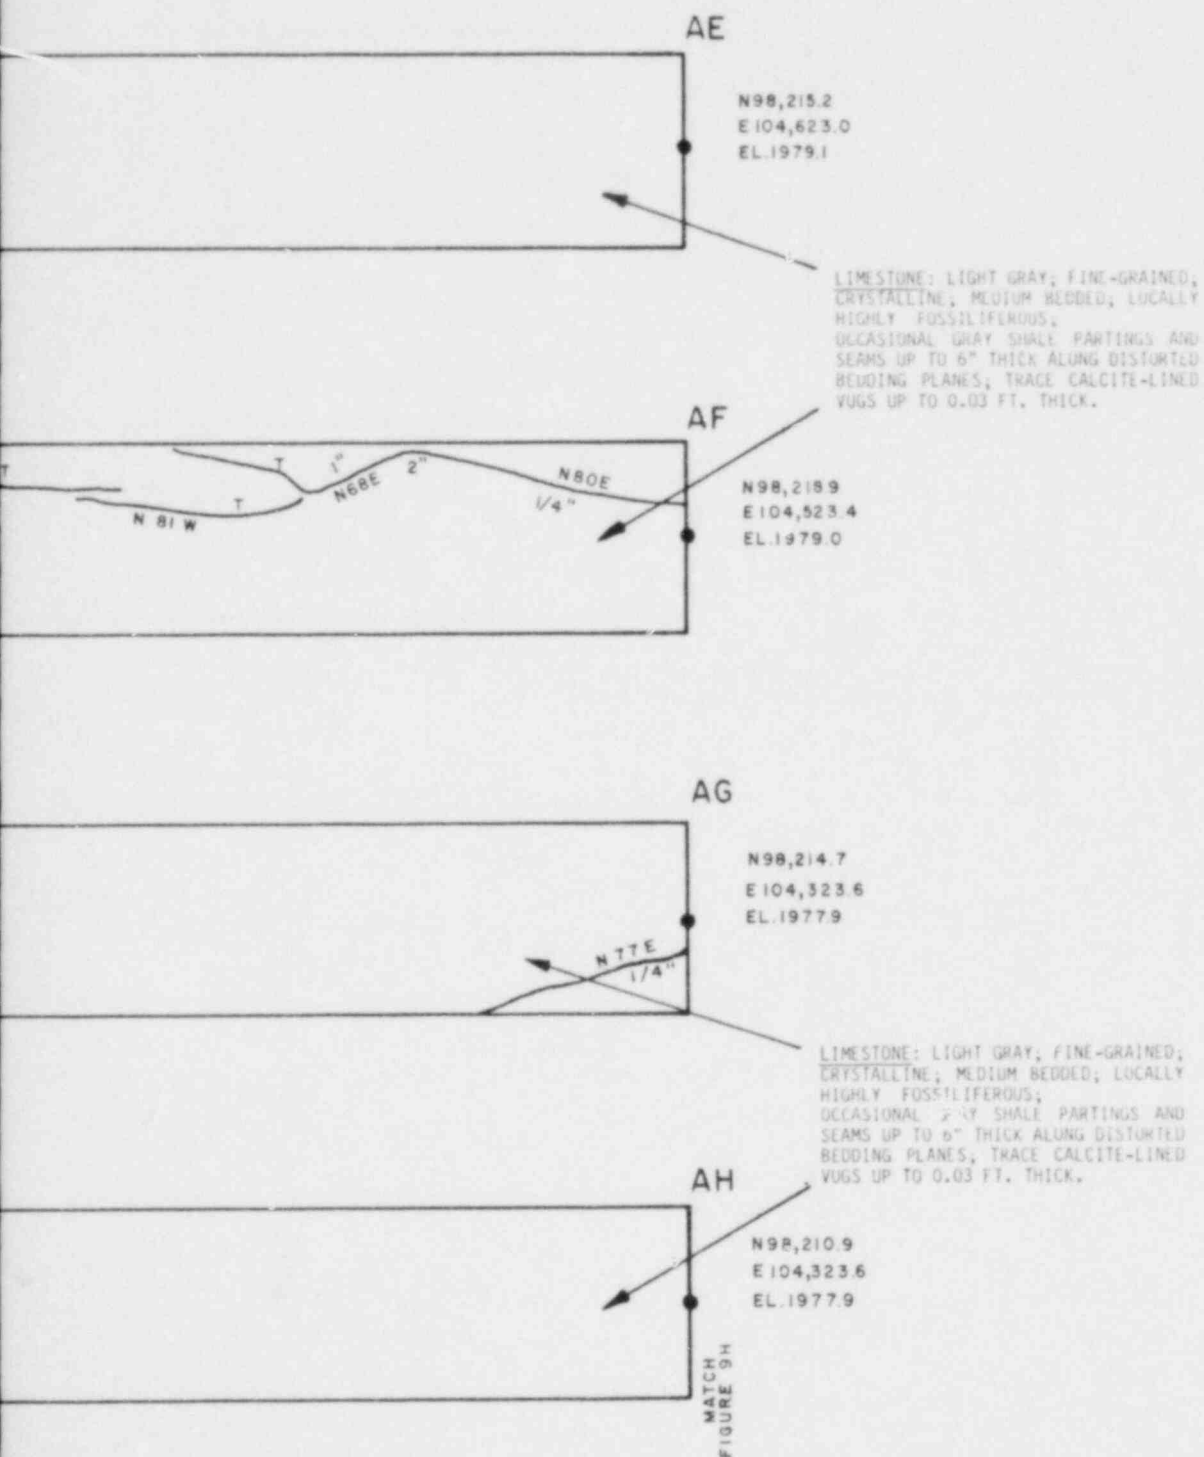 AE
N98,215.2
E104,623.0
EL.1979.1
LIMESTONE: LIGHT GRAY; FINE-GRAINED;
CRYSTALLINE; MEDIUM BEDDED; LOCALLY
HIGHLY FOSSILIFEROUS;
OCCASIONAL GRAY SHALE PARTINGS AND
SEAMS UP TO 6" THICK ALONG DISTORTED
BEDDING PLANES; TRACE CALCITE-LINED
VUGS UP TO 0.03 FT. THICK.
AF
T
T
1"
2"
N68E
N80E
1/4"
T
N 81 W
N98,218.9
E104,523.4
EL.1979.0
AG
N98,214.7
E104,323.6
EL.1977.9
N 77 E
1/4"
LIMESTONE: LIGHT GRAY; FINE-GRAINED;
CRYSTALLINE; MEDIUM BEDDED; LOCALLY
HIGHLY FOSSILIFEROUS;
OCCASIONAL SHALE PARTINGS AND
SEAMS UP TO 6" THICK ALONG DISTORTED
BEDDING PLANES; TRACE CALCITE-LINED
VUGS UP TO 0.03 FT. THICK.
AH
N98,210.9
E104,323.6
EL.1977.9
MATCH
FIGURE 9H